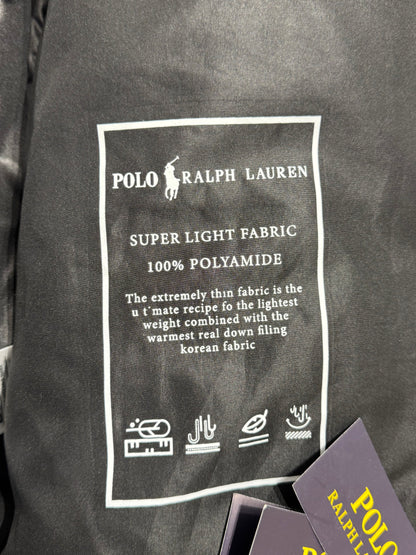 POLO RALPH LAUREN
SUPER LIGHT FABRIC
100% POLYAMIDE
The extremely thin fabric is the
u t'mate recipe fo the lightest
weight combined with the
warmest real down filing
korean fabric
POLO
RALPH LA
POLO